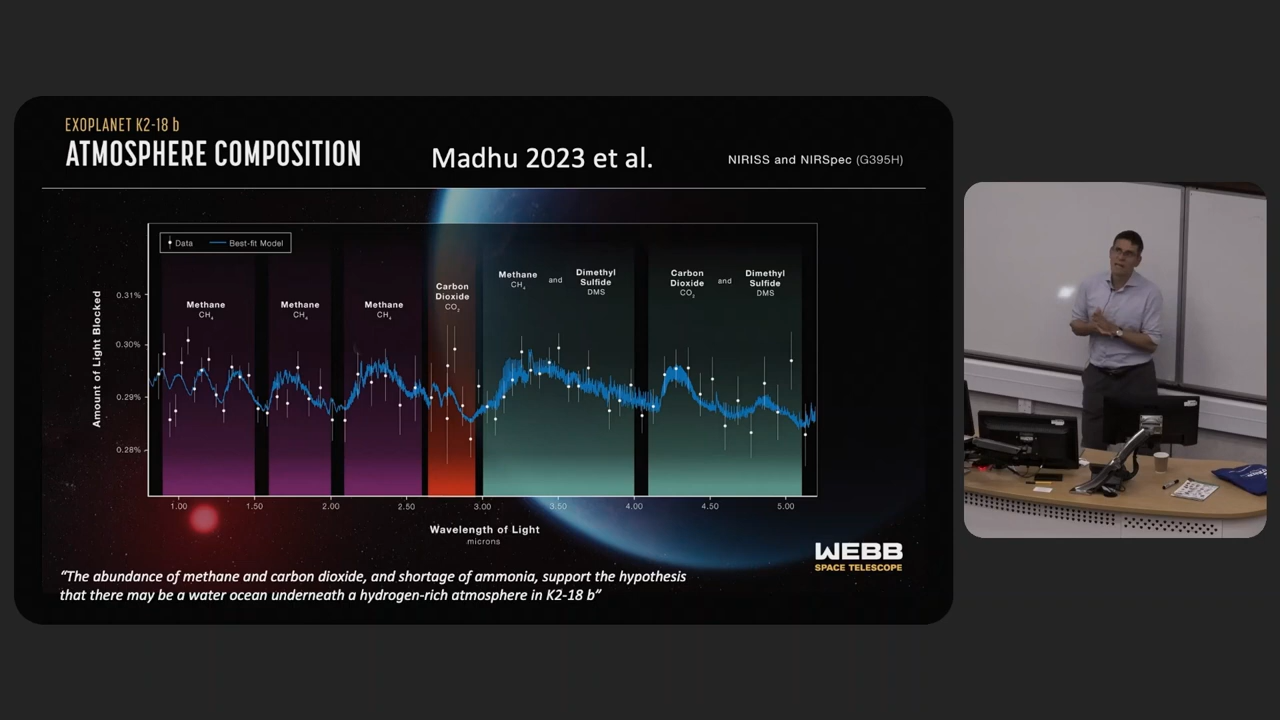 EXOPLANET K2-18 b
ATMOSPHERE COMPOSITION
Madhu 2023 et al.
NIRISS and NIRSpec (G395H)
Data
Best-fit Model
Amount of Light Blocked
0.31%
0.30%
0.29%
0.28%
Methane
CH₄
Methane
CH₄
Methane
CH₄
Carbon
Dioxide
CO₂
Methane
CH₄
and
Dimethyl
Sulfide
DMS
Carbon
Dioxide
CO₂
and
Dimethyl
Sulfide
DMS
1.00 1.50 2.00 2.50 3.00 3.50 4.00 4.50 5.00
Wavelength of Light
microns
WEBB
SPACE TELESCOPE
“The abundance of methane and carbon dioxide, and shortage of ammonia, support the hypothesis
that there may be a water ocean underneath a hydrogen-rich atmosphere in K2-18 b”